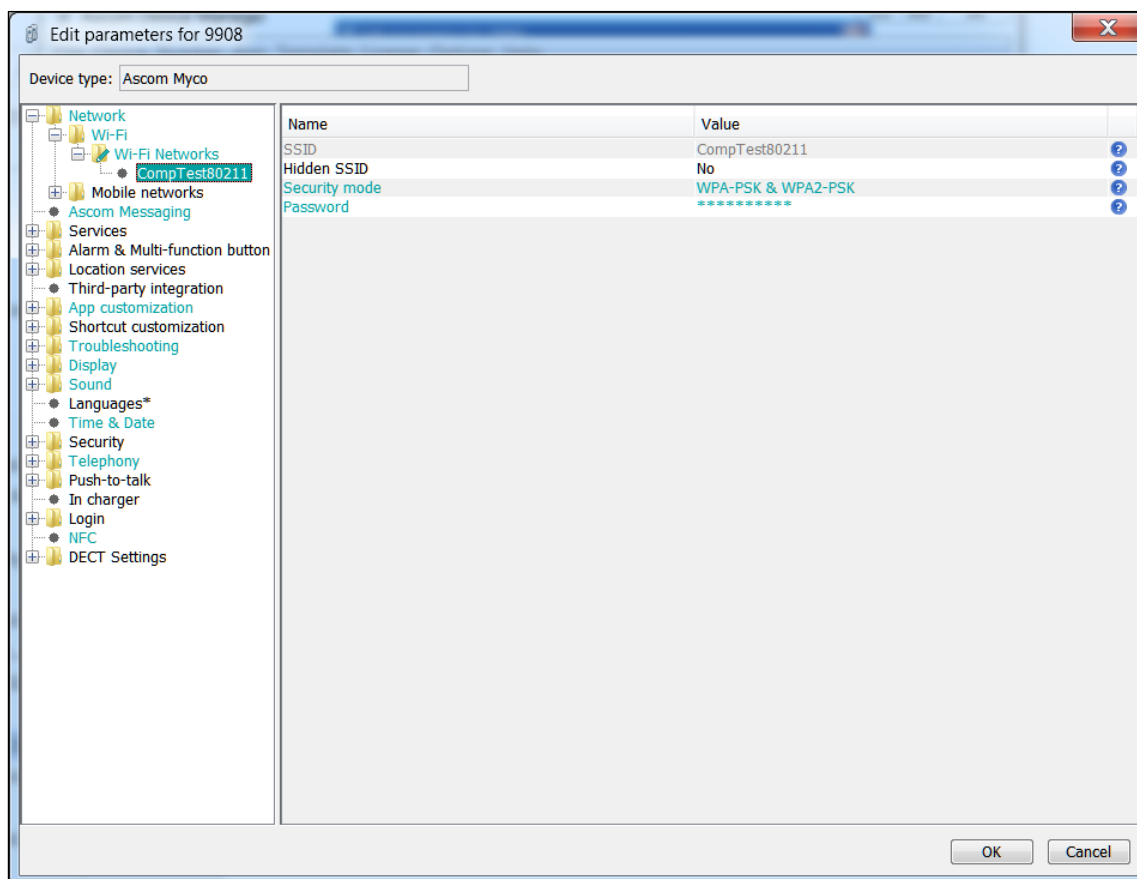 Edit parameters for 9908
X
Device type: Ascom Myco
Network
Wi-Fi
Wi-Fi Networks
CompTest80211
Mobile networks
Ascom Messaging
Services
Alarm & Multi-function button
Location services
Third-party integration
App customization
Shortcut customization
Troubleshooting
Display
Sound
Languages*
Time & Date
Security
Telephony
Push-to-talk
In charger
Login
NFC
DECT Settings
Name Value
SSID CompTest80211 ?
Hidden SSID No ?
Security mode WPA-PSK & WPA2-PSK ?
Password ********** ?
OK Cancel